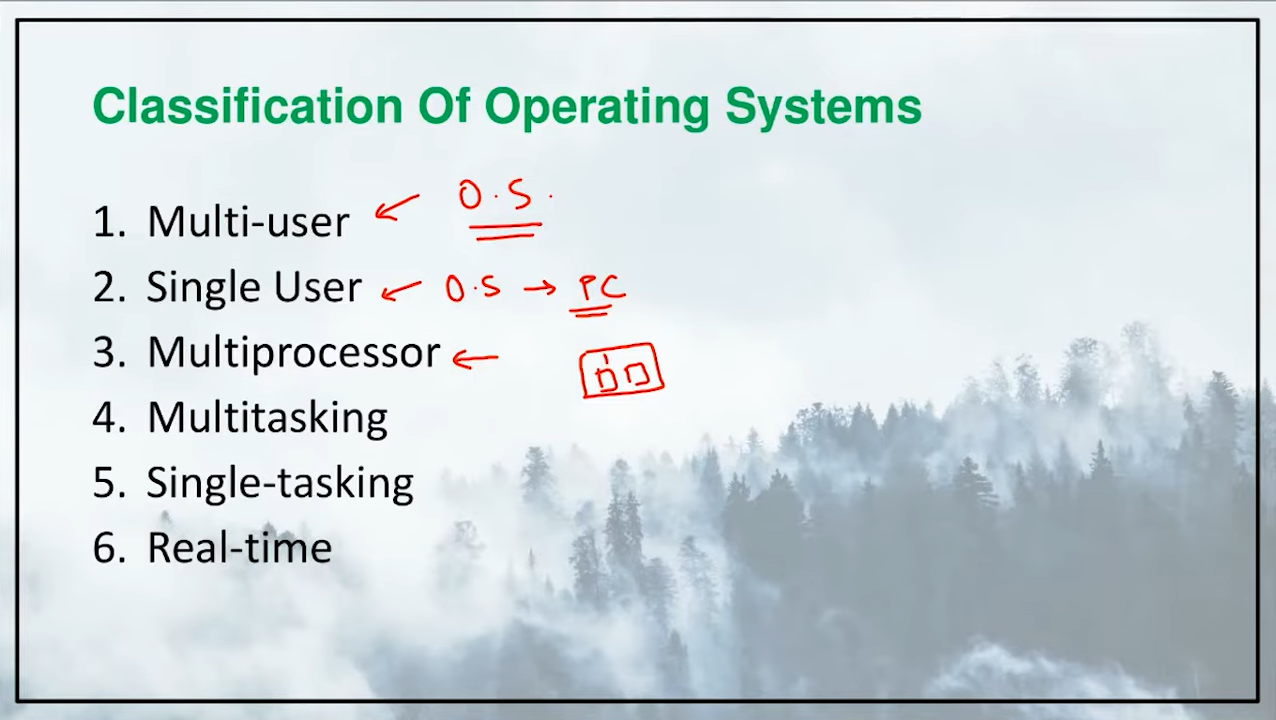 Classification Of Operating Systems
1. Multi-user ← O.S.
2. Single User ← O.S → PC
3. Multiprocessor ←
4. Multitasking
5. Single-tasking
6. Real-time